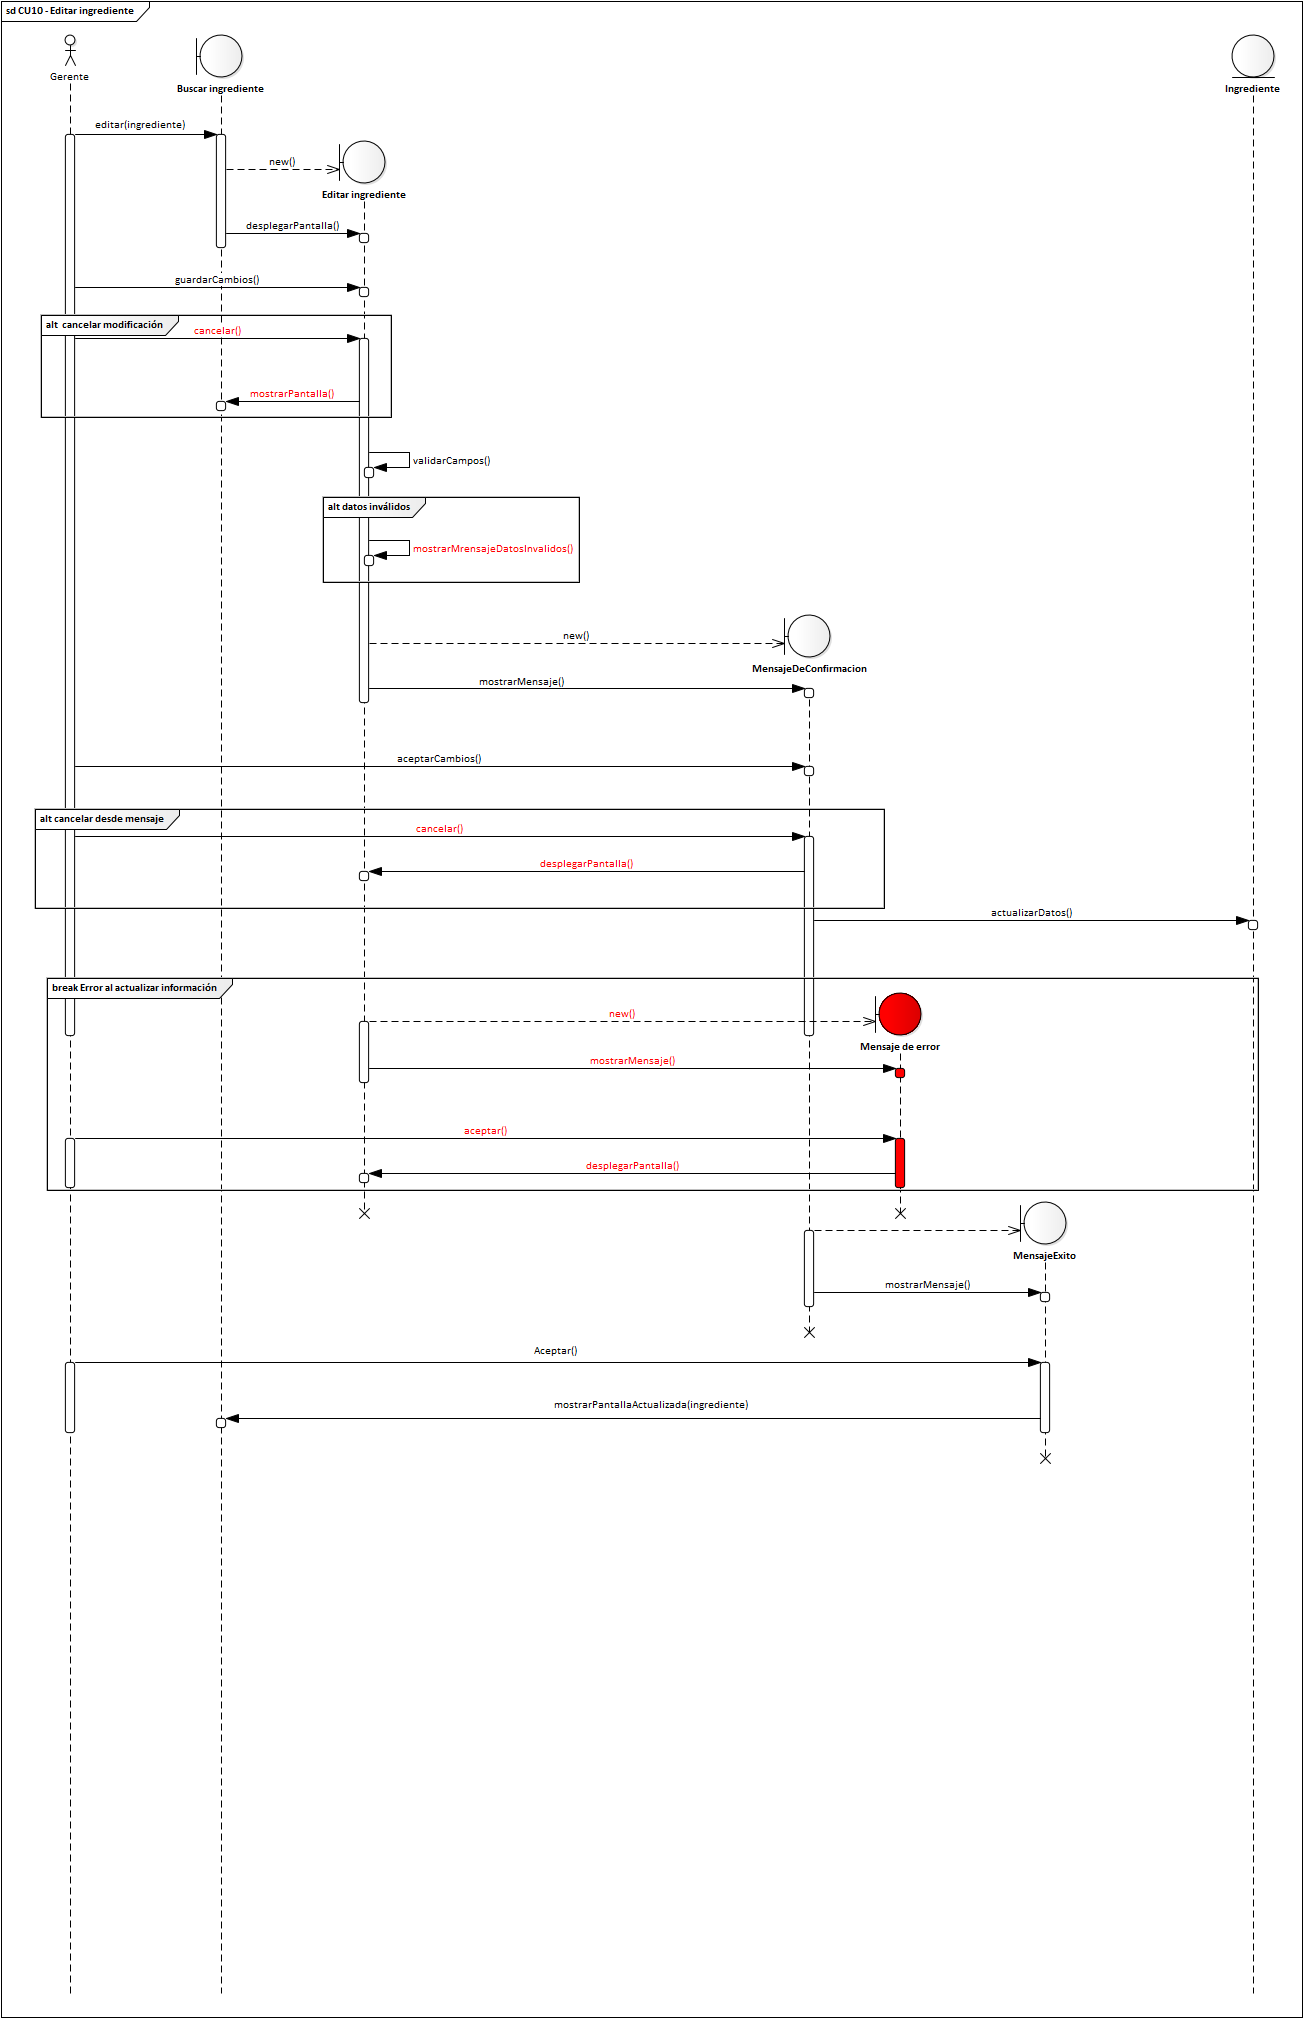 sd CU10 - Editar ingrediente
Gerente
Buscar ingrediente
Ingrediente
editar(ingrediente)
new()
Editar ingrediente
desplegarPantalla()
guardarCambios()
alt cancelar modificación
cancelar()
mostrarPantalla()
validarCampos()
alt datos inválidos
mostrarMrensajeDatosInvalidos()
new()
MensajeDeConfirmacion
mostrarMensaje()
aceptarCambios()
alt cancelar desde mensaje
cancelar()
desplegarPantalla()
actualizarDatos()
break Error al actualizar información
new()
Mensaje de error
mostrarMensaje()
aceptar()
desplegarPantalla()
MensajeExito
mostrarMensaje()
Aceptar()
mostrarPantallaActualizada(ingrediente)